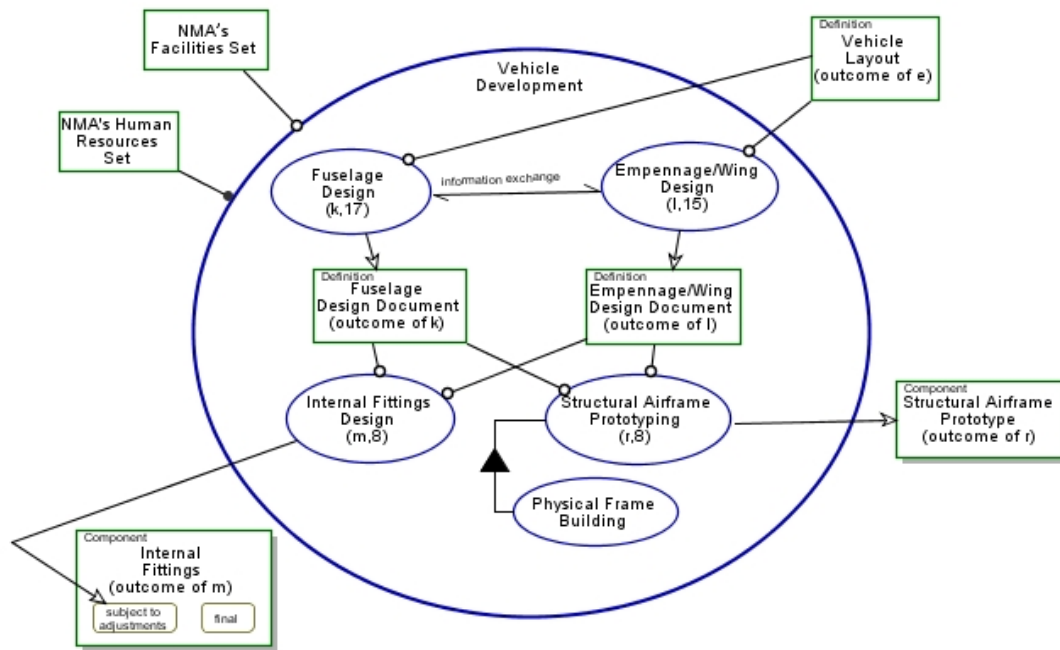 NMA's
Facilities Set
Definition
Vehicle
Layout
(outcome of e)
Vehicle
Development
NMA's Human
Resources
Set
Fuselage
Design
(k,17)
information exchange
Empennage/Wing
Design
(l,15)
Definition
Fuselage
Design Document
(outcome of k)
Definition
Empennage/Wing
Design Document
(outcome of l)
Internal Fittings
Design
(m,8)
Structural Airframe
Prototyping
(r,8)
Component
Structural Airframe
Prototype
(outcome of r)
Physical Frame
Building
Component
Internal
Fittings
(outcome of m)
subject to
adjustments
final